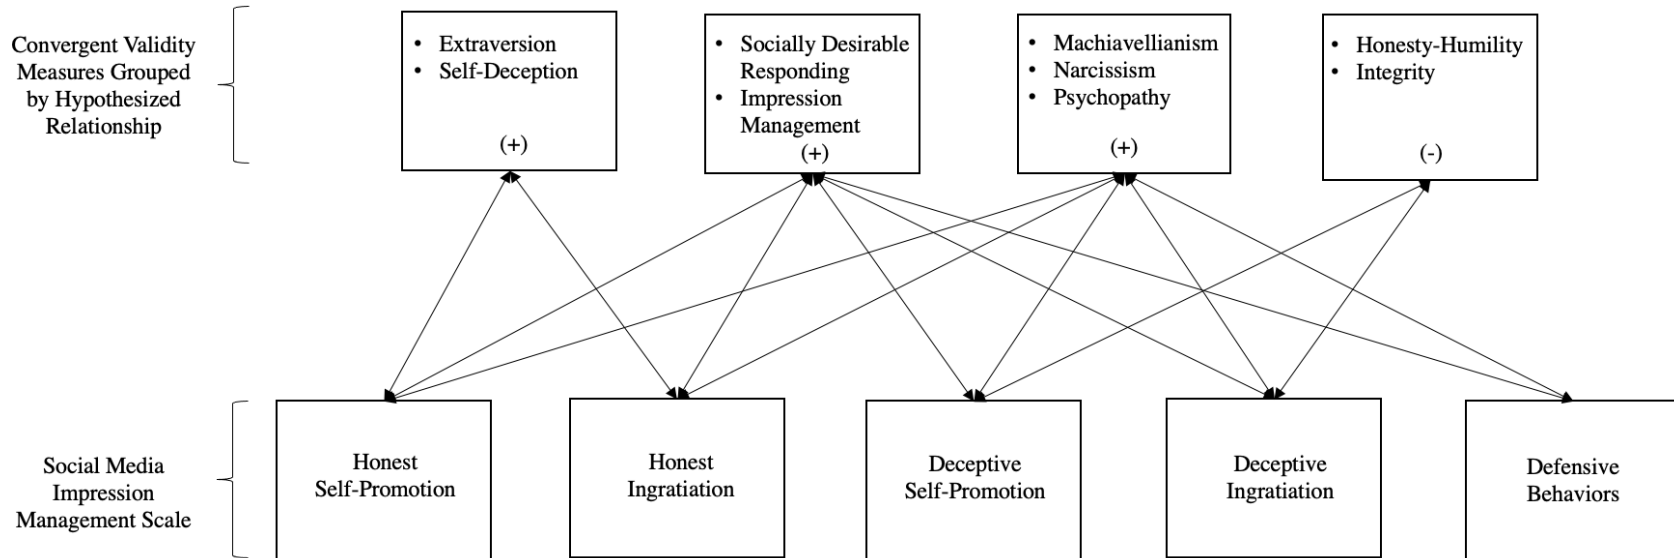 Convergent Validity
Measures Grouped
by Hypothesized
Relationship
• Extraversion
• Self-Deception
(+)
• Socially Desirable
Responding
• Impression
Management
(+)
• Machiavellianism
• Narcissism
• Psychopathy
(+)
• Honesty-Humility
• Integrity
(-)
Social Media
Impression
Management Scale
Honest
Self-Promotion
Honest
Ingratiation
Deceptive
Self-Promotion
Deceptive
Ingratiation
Defensive
Behaviors